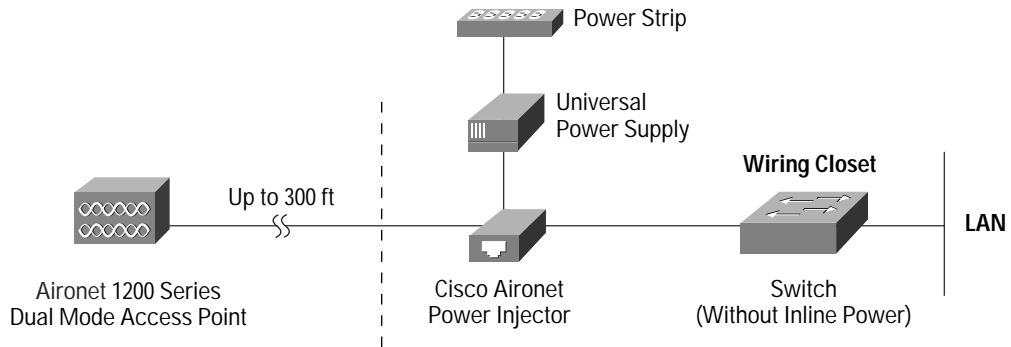 Power Strip
Universal
Power Supply
Wiring Closet
Up to 300 ft
LAN
Aironet 1200 Series
Dual Mode Access Point
Cisco Aironet
Power Injector
Switch
(Without Inline Power)